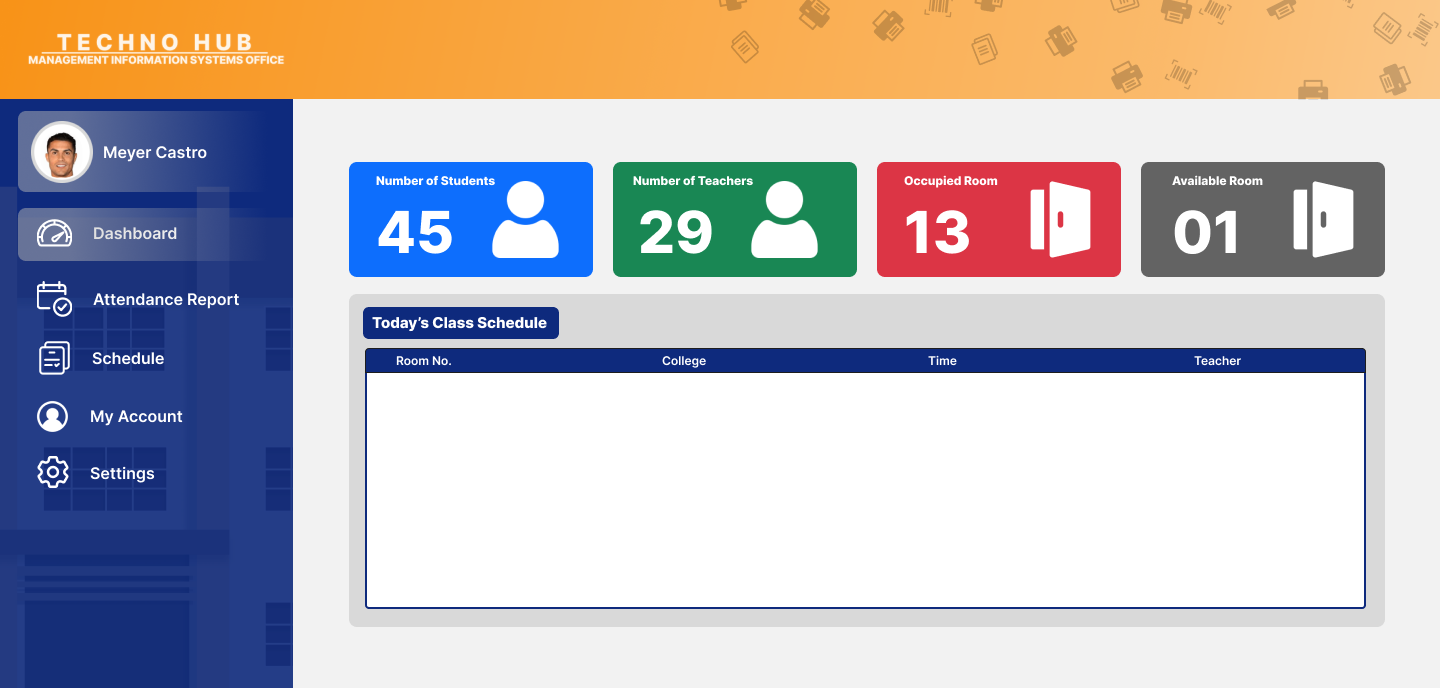 TECHNO HUB
MANAGEMENT INFORMATION SYSTEMS OFFICE
Meyer Castro
Dashboard
Attendance Report
Schedule
My Account
Settings
Number of Students
45
Number of Teachers
29
Occupied Room
13
Available Room
01
Today’s Class Schedule
Room No. College Time Teacher